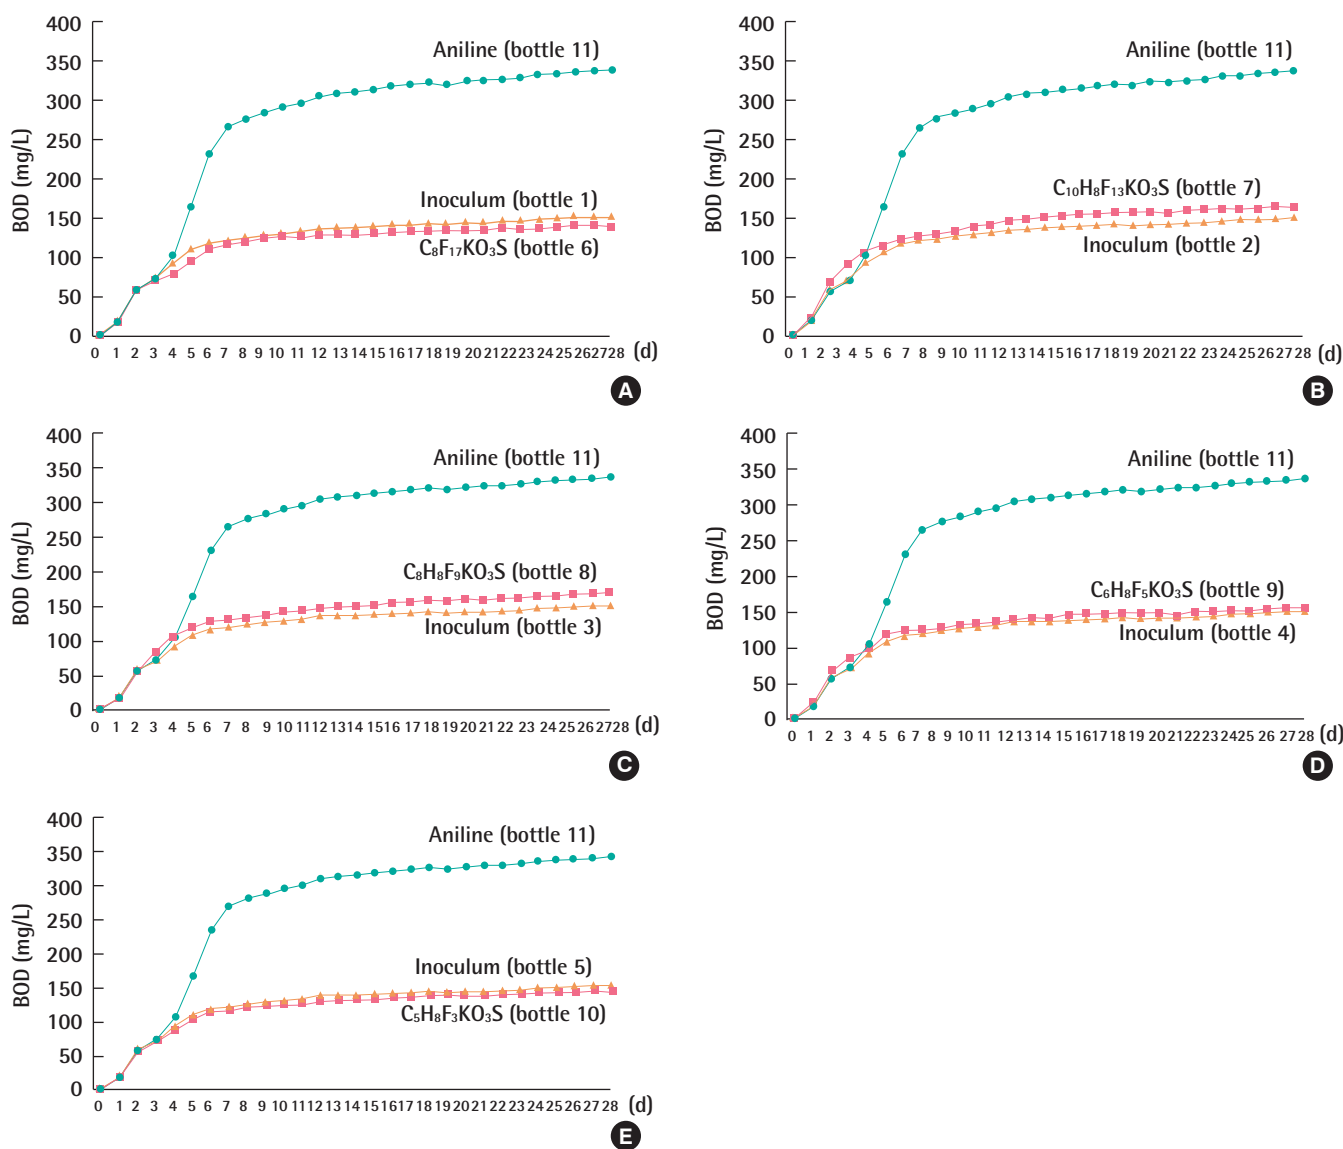 400
350
300
250
200
150
100
50
0
BOD (mg/L)
Aniline (bottle 11)
Inoculum (bottle 1)
C₈F₁₇KO₃S (bottle 6)
0 1 2 3 4 5 6 7 8 9 10 11 12 13 14 15 16 17 18 19 20 21 22 23 24 25 26 27 28 (d)
A
400
350
300
250
200
150
100
50
0
BOD (mg/L)
Aniline (bottle 11)
C₁₀H₈F₁₃KO₃S (bottle 7)
Inoculum (bottle 2)
0 1 2 3 4 5 6 7 8 9 10 11 12 13 14 15 16 17 18 19 20 21 22 23 24 25 26 27 28 (d)
B
400
350
300
250
200
150
100
50
0
BOD (mg/L)
Aniline (bottle 11)
C₈H₈F₉KO₃S (bottle 8)
Inoculum (bottle 3)
0 1 2 3 4 5 6 7 8 9 10 11 12 13 14 15 16 17 18 19 20 21 22 23 24 25 26 27 28 (d)
C
400
350
300
250
200
150
100
50
0
BOD (mg/L)
Aniline (bottle 11)
C₆H₈F₅KO₃S (bottle 9)
Inoculum (bottle 4)
0 1 2 3 4 5 6 7 8 9 10 11 12 13 14 15 16 17 18 19 20 21 22 23 24 25 26 27 28 (d)
D
400
350
300
250
200
150
100
50
0
BOD (mg/L)
Aniline (bottle 11)
Inoculum (bottle 5)
C₅H₈F₃KO₃S (bottle 10)
0 1 2 3 4 5 6 7 8 9 10 11 12 13 14 15 16 17 18 19 20 21 22 23 24 25 26 27 28 (d)
E